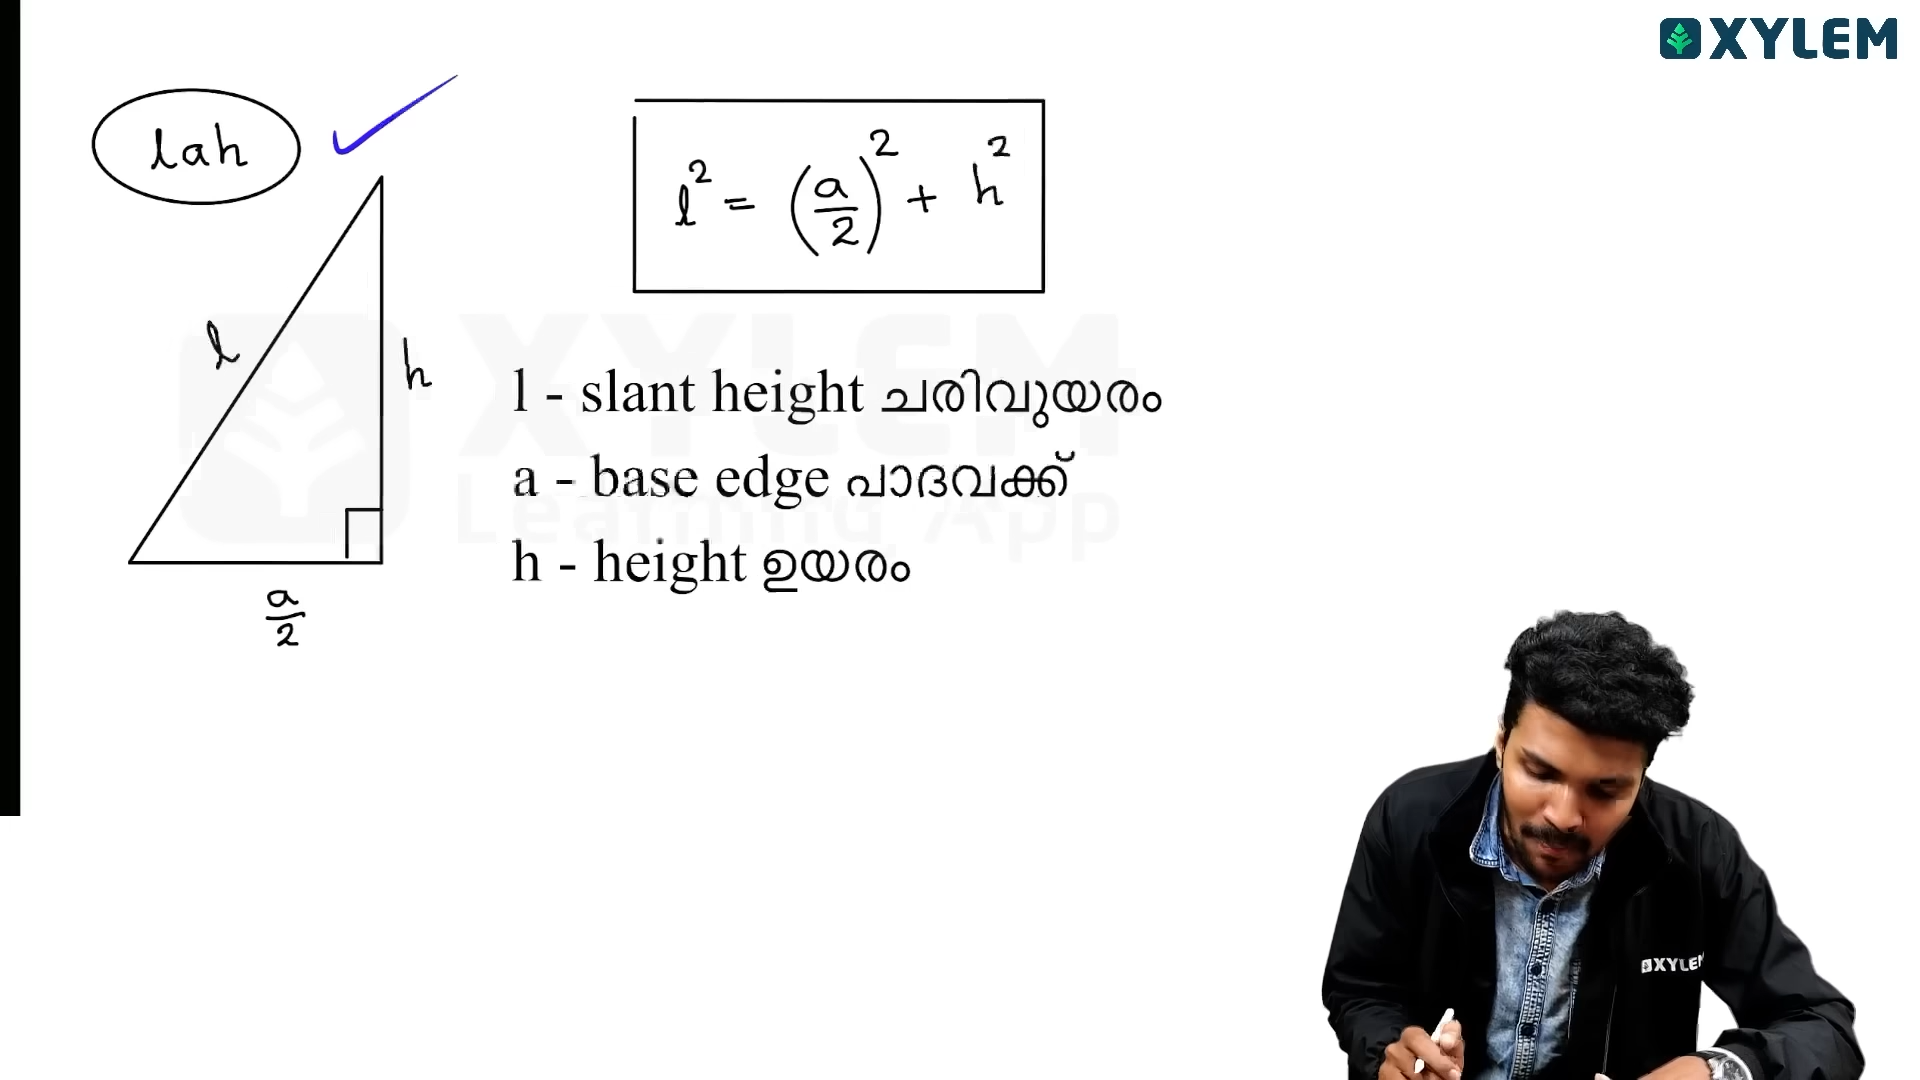 XYLEM
lah
l² = (a/2)² + h²
l
h
l - slant height ചരിവുയരം
a - base edge പാദവക്ക്
h - height ഉയരം
a/2
XYLEM
Learning App
XYLEM